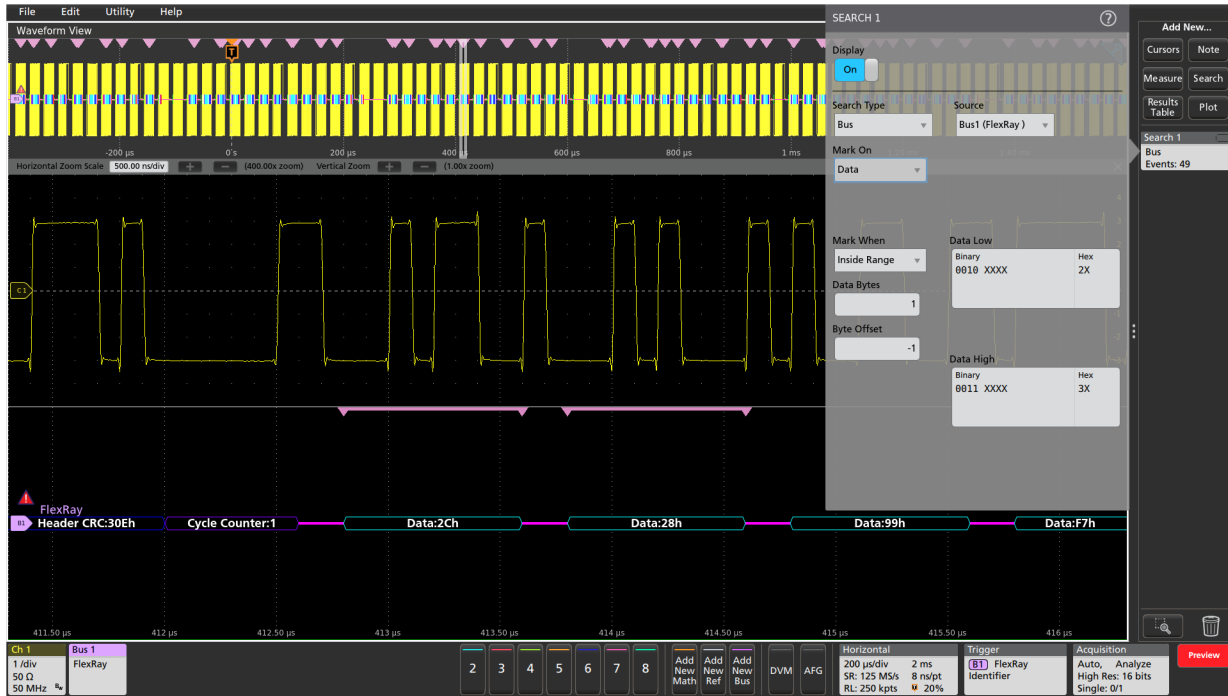 File Edit Utility Help
Waveform View
T
B1
-200 µs 0 s 200 µs 400 µs 600 µs 800 µs 1 ms
Horizontal Zoom Scale 500.00 ns/div + − (400.00x zoom) Vertical Zoom + − (1.00x zoom)
C1
FlexRay
B1 Header CRC:30Eh Cycle Counter:1 Data:2Ch Data:28h Data:99h Data:F7h
411.50 µs 412 µs 412.50 µs 413 µs 413.50 µs 414 µs 414.50 µs 415 µs 415.50 µs 416 µs
SEARCH 1 ?
Display
On
Search Type Source
Bus Bus1 (FlexRay )
Mark On
Data
Mark When Data Low
Inside Range Binary Hex
0010 XXXX 2X
Data Bytes
1
Byte Offset
-1
Data High
Binary Hex
0011 XXXX 3X
Add New...
Cursors Note
Measure Search
Results Table Plot
Search 1
Bus
Events: 49
Ch 1
1 /div
50 Ω
50 MHz Bw
Bus 1
FlexRay
2 3 4 5 6 7 8
Add New Math
Add New Ref
Add New Bus
DVM AFG
Horizontal
200 µs/div 2 ms
SR: 125 MS/s 8 ns/pt
RL: 250 kpts 20%
Trigger
B1 FlexRay
Identifier
Acquisition
Auto, Analyze
High Res: 16 bits
Single: 0/1
Preview